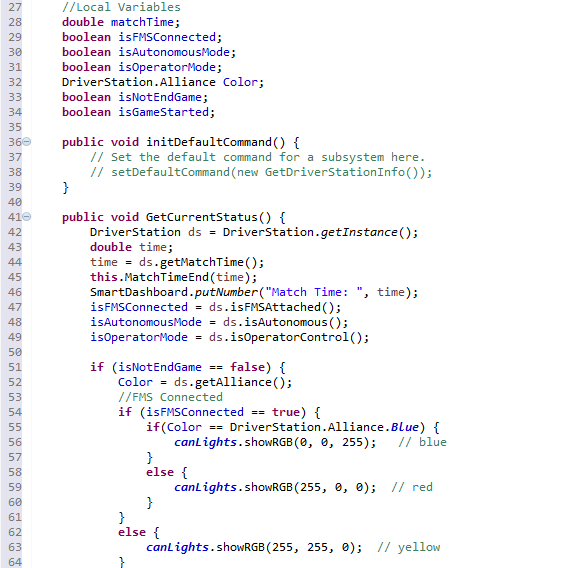 27 //Local Variables
28 double matchTime;
29 boolean isFMSConnected;
30 boolean isAutonomousMode;
31 boolean isOperatorMode;
32 DriverStation.Alliance Color;
33 boolean isNotEndGame;
34 boolean isGameStarted;
35
36 public void initDefaultCommand() {
37 // Set the default command for a subsystem here.
38 // setDefaultCommand(new GetDriverStationInfo());
39 }
40
41 public void GetCurrentStatus() {
42 DriverStation ds = DriverStation.getInstance();
43 double time;
44 time = ds.getMatchTime();
45 this.MatchTimeEnd(time);
46 SmartDashboard.putNumber("Match Time: ", time);
47 isFMSConnected = ds.isFMSAttached();
48 isAutonomousMode = ds.isAutonomous();
49 isOperatorMode = ds.isOperatorControl();
50
51 if (isNotEndGame == false) {
52 Color = ds.getAlliance();
53 //FMS Connected
54 if (isFMSConnected == true) {
55 if(Color == DriverStation.Alliance.Blue) {
56 canLights.showRGB(0, 0, 255); // blue
57 }
58 else {
59 canLights.showRGB(255, 0, 0); // red
60 }
61 }
62 else {
63 canLights.showRGB(255, 255, 0); // yellow
64 }